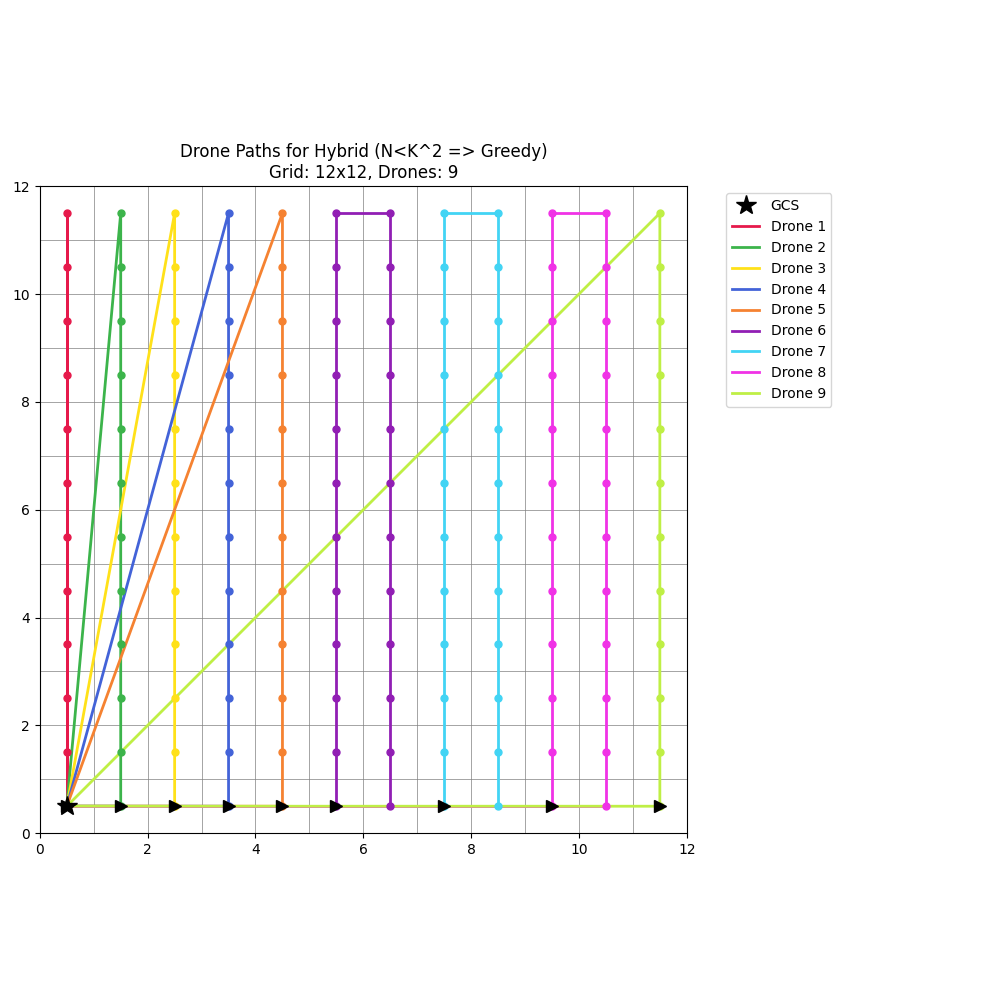 Drone Paths for Hybrid (N<K^2 => Greedy)
Grid: 12x12, Drones: 9
12
10
8
6
4
2
0
0 2 4 6 8 10 12
GCS
Drone 1
Drone 2
Drone 3
Drone 4
Drone 5
Drone 6
Drone 7
Drone 8
Drone 9